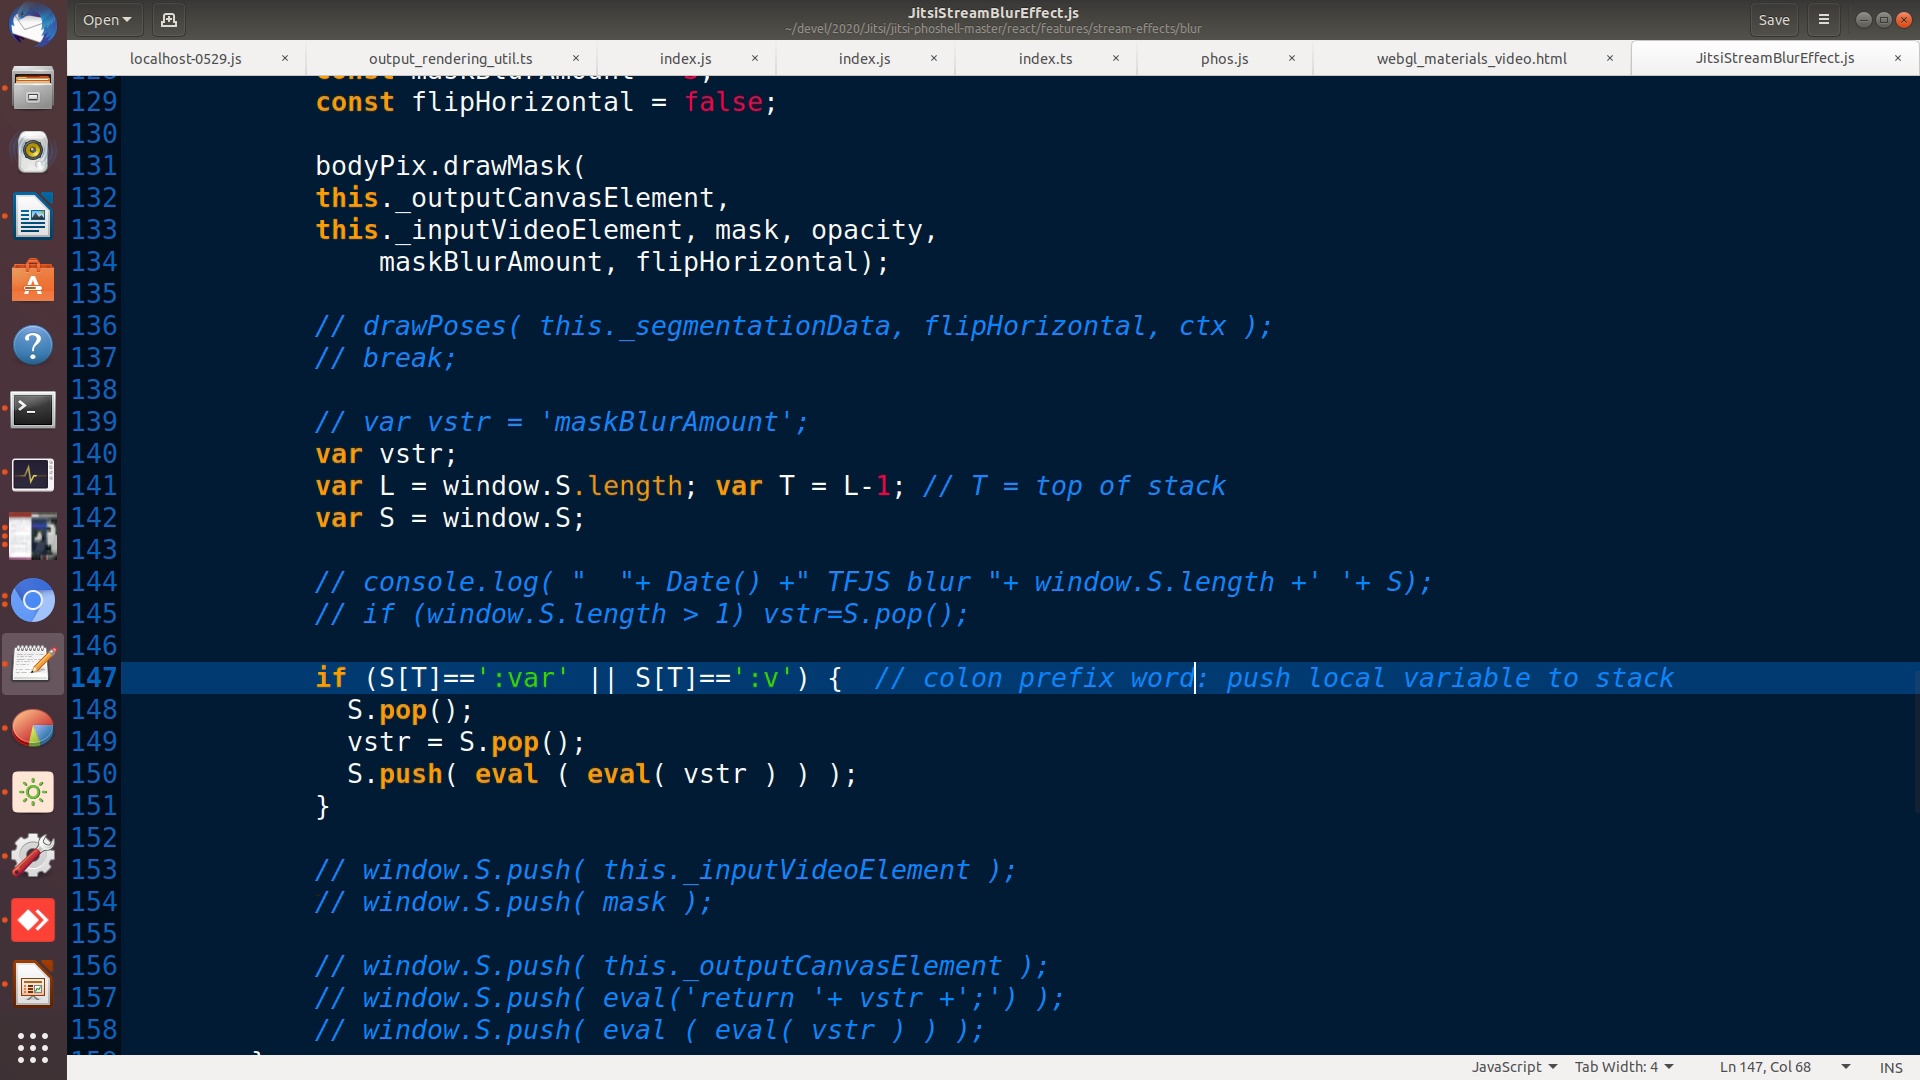 Open
JitsiStreamBlurEffect.js
~/devel/2020/Jitsi/jitsi-phoshell-master/react/features/stream-effects/blur
Save
localhost-0529.js × output_rendering_util.ts × index.js × index.js × index.ts × phos.js × webgl_materials_video.html × JitsiStreamBlurEffect.js ×
129 const flipHorizontal = false;
130
131 bodyPix.drawMask(
132 this._outputCanvasElement,
133 this._inputVideoElement, mask, opacity,
134 maskBlurAmount, flipHorizontal);
135
136 // drawPoses( this._segmentationData, flipHorizontal, ctx );
137 // break;
138
139 // var vstr = 'maskBlurAmount';
140 var vstr;
141 var L = window.S.length; var T = L-1; // T = top of stack
142 var S = window.S;
143
144 // console.log( "  "+ Date() +" TFJS blur "+ window.S.length +' '+ S);
145 // if (window.S.length > 1) vstr=S.pop();
146
147 if (S[T]==':var' || S[T]==':v') {  // colon prefix word: push local variable to stack
148 S.pop();
149 vstr = S.pop();
150 S.push( eval ( eval( vstr ) ) );
151 }
152
153 // window.S.push( this._inputVideoElement );
154 // window.S.push( mask );
155
156 // window.S.push( this._outputCanvasElement );
157 // window.S.push( eval('return '+ vstr +';') );
158 // window.S.push( eval ( eval( vstr ) ) );
JavaScript Tab Width: 4 Ln 147, Col 68 INS